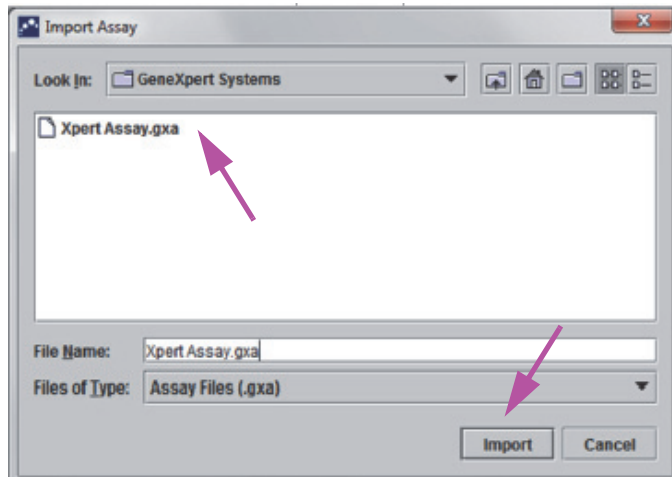 Import Assay
Look In: GeneXpert Systems
Xpert Assay.gxa
File Name: Xpert Assay.gxa
Files of Type: Assay Files (.gxa)
Import Cancel